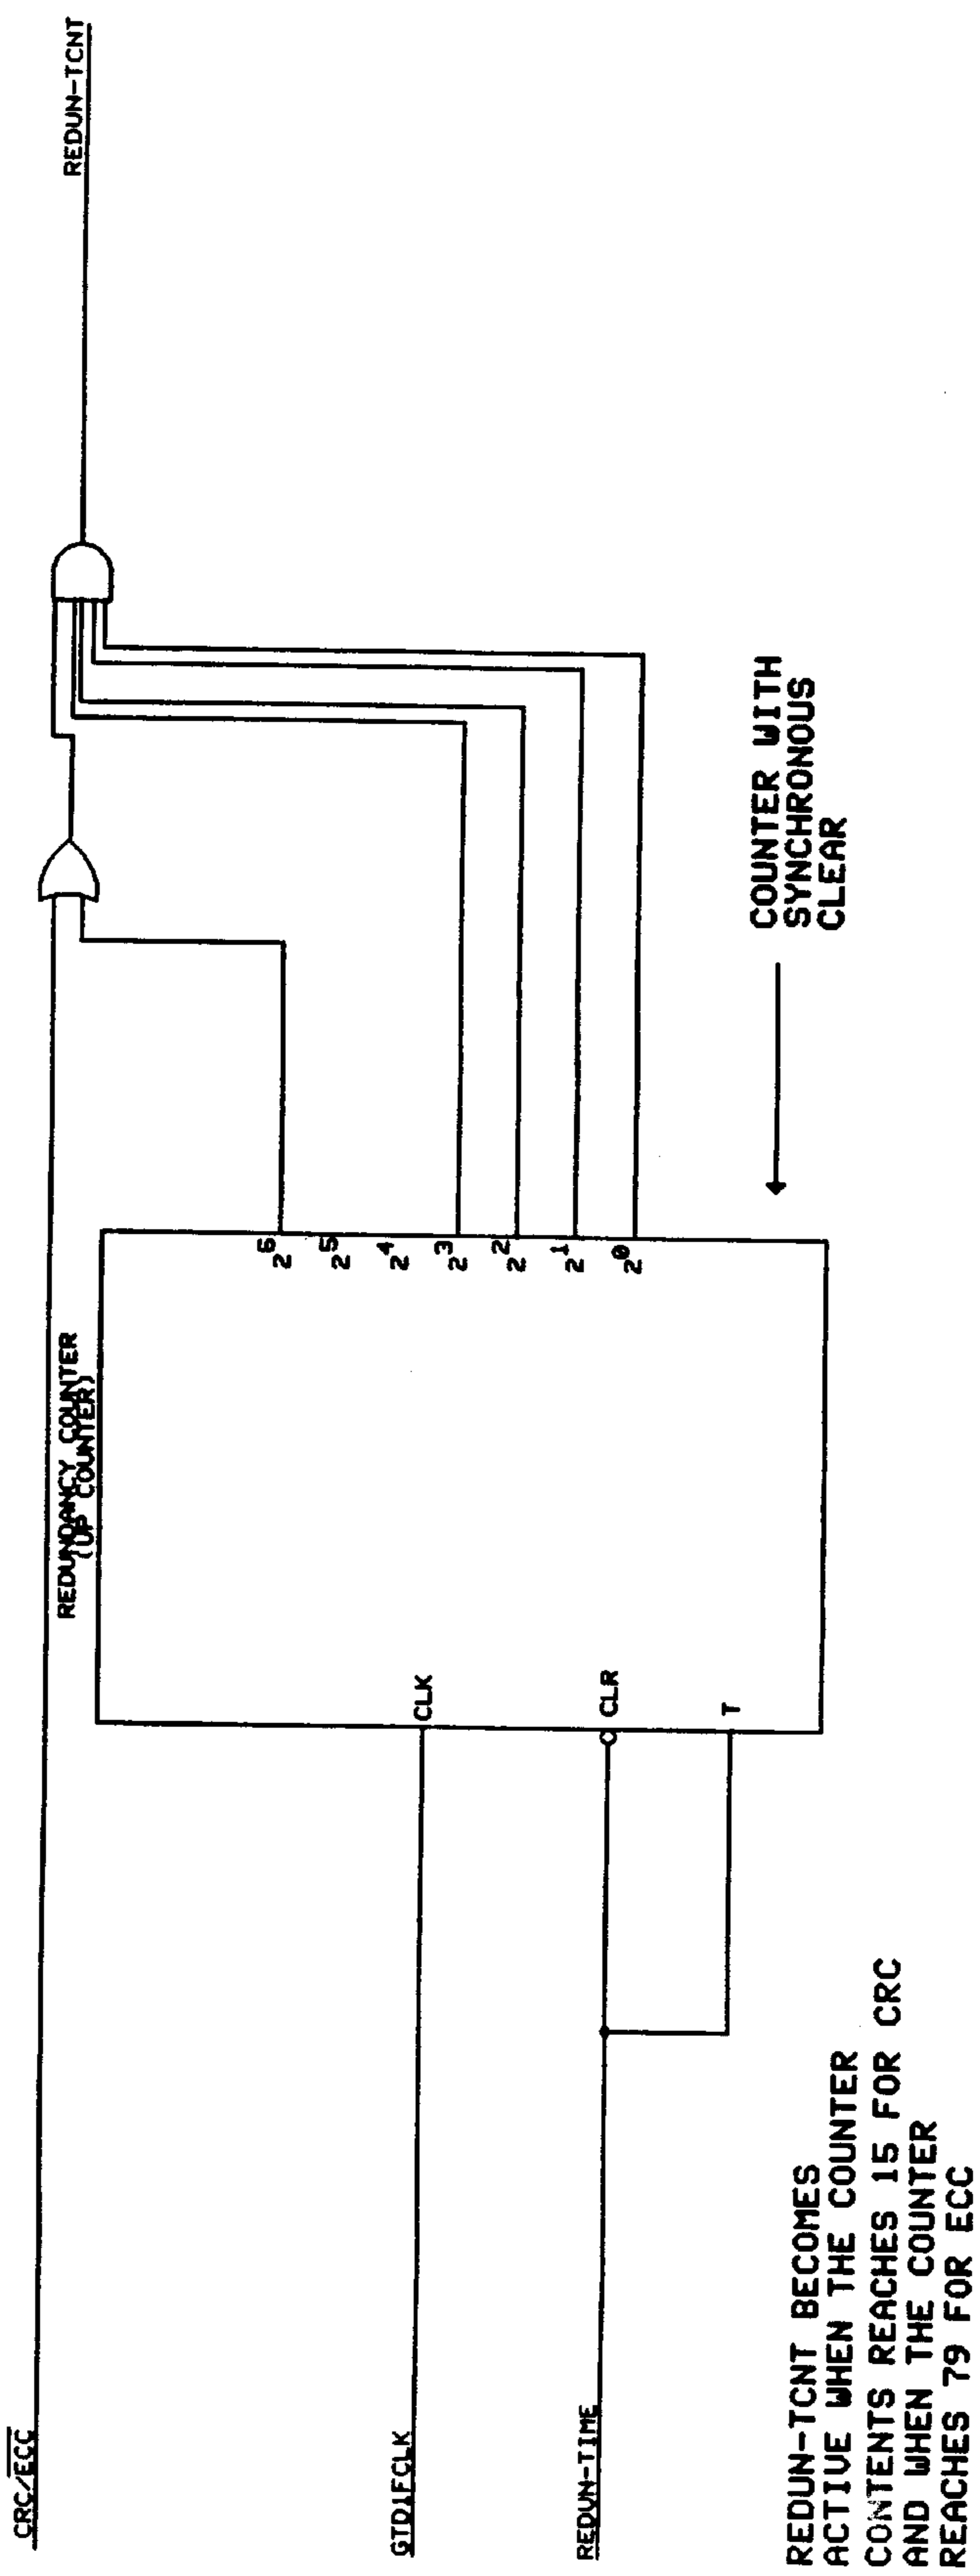 CRC/ECC
REDUNDANCY COUNTER
(UP COUNTER)
REDUN-TCNT
GTD1FCLK
CLK
REDUN-TIME
CLR
T
2^6
2^5
2^4
2^3
2^2
2^1
2^0
COUNTER WITH
SYNCHRONOUS
CLEAR
REDUN-TCNT BECOMES
ACTIVE WHEN THE COUNTER
CONTENTS REACHES 15 FOR CRC
AND WHEN THE COUNTER
REACHES 79 FOR ECC